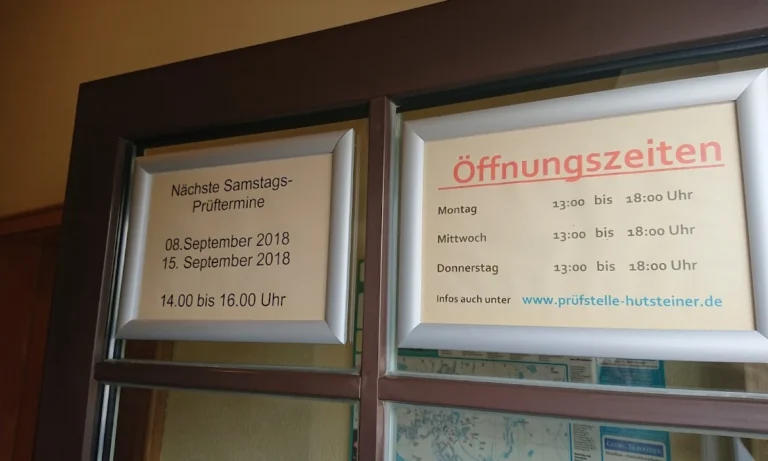 Nächste Samstags-
Prüftermine
08.September 2018
15. September 2018
14.00 bis 16.00 Uhr
Öffnungszeiten
Montag 13:00 bis 18:00 Uhr
Mittwoch 13:00 bis 18:00 Uhr
Donnerstag 13:00 bis 18:00 Uhr
Infos auch unter www.prüfstelle-hutsteiner.de